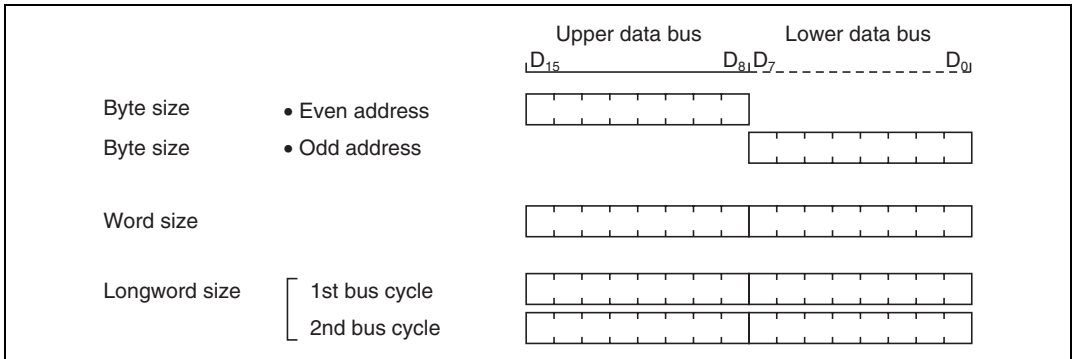 Upper data bus Lower data bus
D15 D8 D7 D0
Byte size • Even address
Byte size • Odd address
Word size
Longword size 1st bus cycle
2nd bus cycle